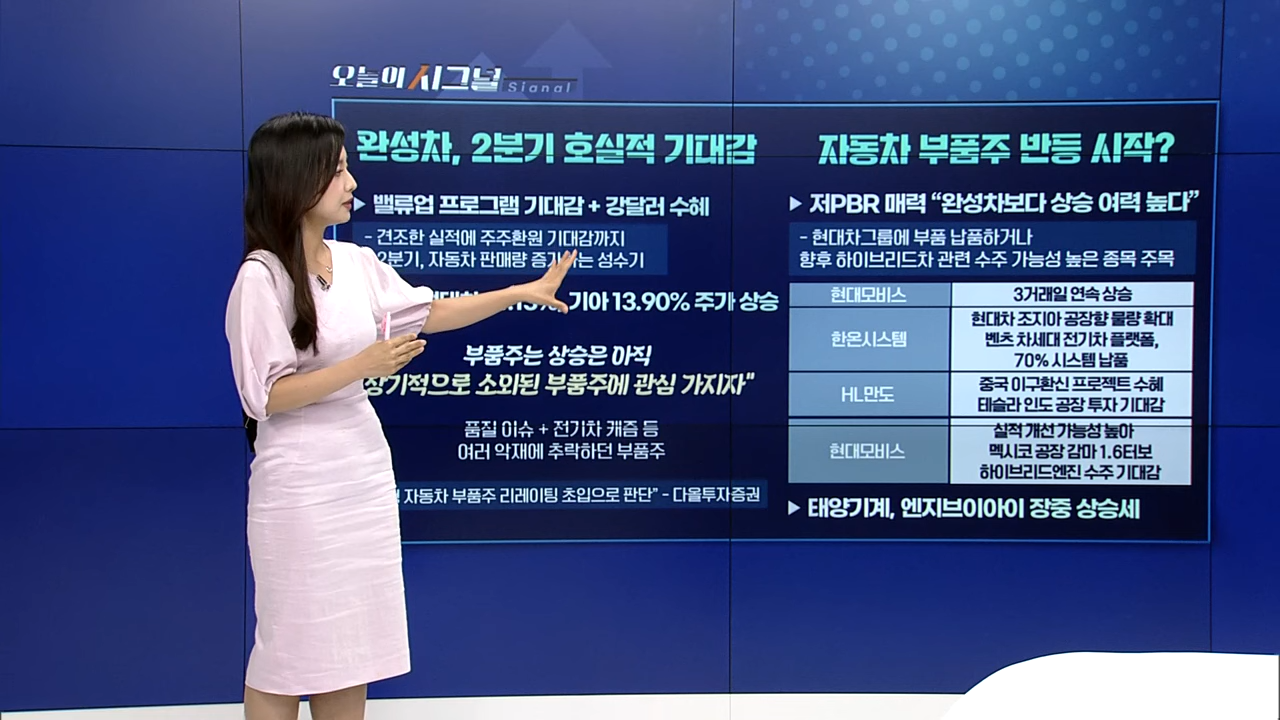 오늘의 시그널
Signal
완성차, 2분기 호실적 기대감
▶ 밸류업 프로그램 기대감 + 강달러 수혜
- 견조한 실적에 주주환원 기대감까지
2분기, 자동차 판매량 증가하는 성수기
기아 13.90% 주가 상승
부품주는 상승은 아직
장기적으로 소외된 부품주에 관심 가지자"
품질 이슈 + 전기차 캐즘 등
여러 악재에 추락하던 부품주
자동차 부품주 리레이팅 초입으로 판단" - 다올투자증권
자동차 부품주 반등 시작?
▶ 저PBR 매력 "완성차보다 상승 여력 높다"
- 현대차그룹에 부품 납품하거나
향후 하이브리드차 관련 수주 가능성 높은 종목 주목
현대모비스
3거래일 연속 상승
한온시스템
현대차 조지아 공장향 물량 확대
벤츠 차세대 전기차 플랫폼,
70% 시스템 납품
HL만도
중국 이구환신 프로젝트 수혜
테슬라 인도 공장 투자 기대감
현대모비스
실적 개선 가능성 높아
멕시코 공장 감마 1.6터보
하이브리드엔진 수주 기대감
▶ 태양기계, 엔지브이아이 장중 상승세